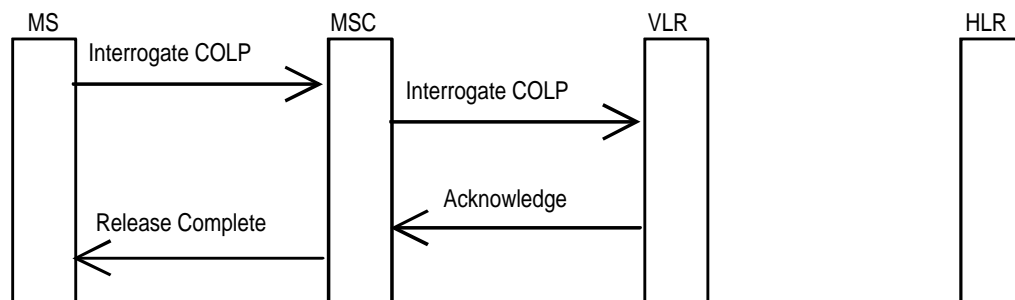 MS
MSC
VLR
HLR
Interrogate COLP
Interrogate COLP
Acknowledge
Release Complete